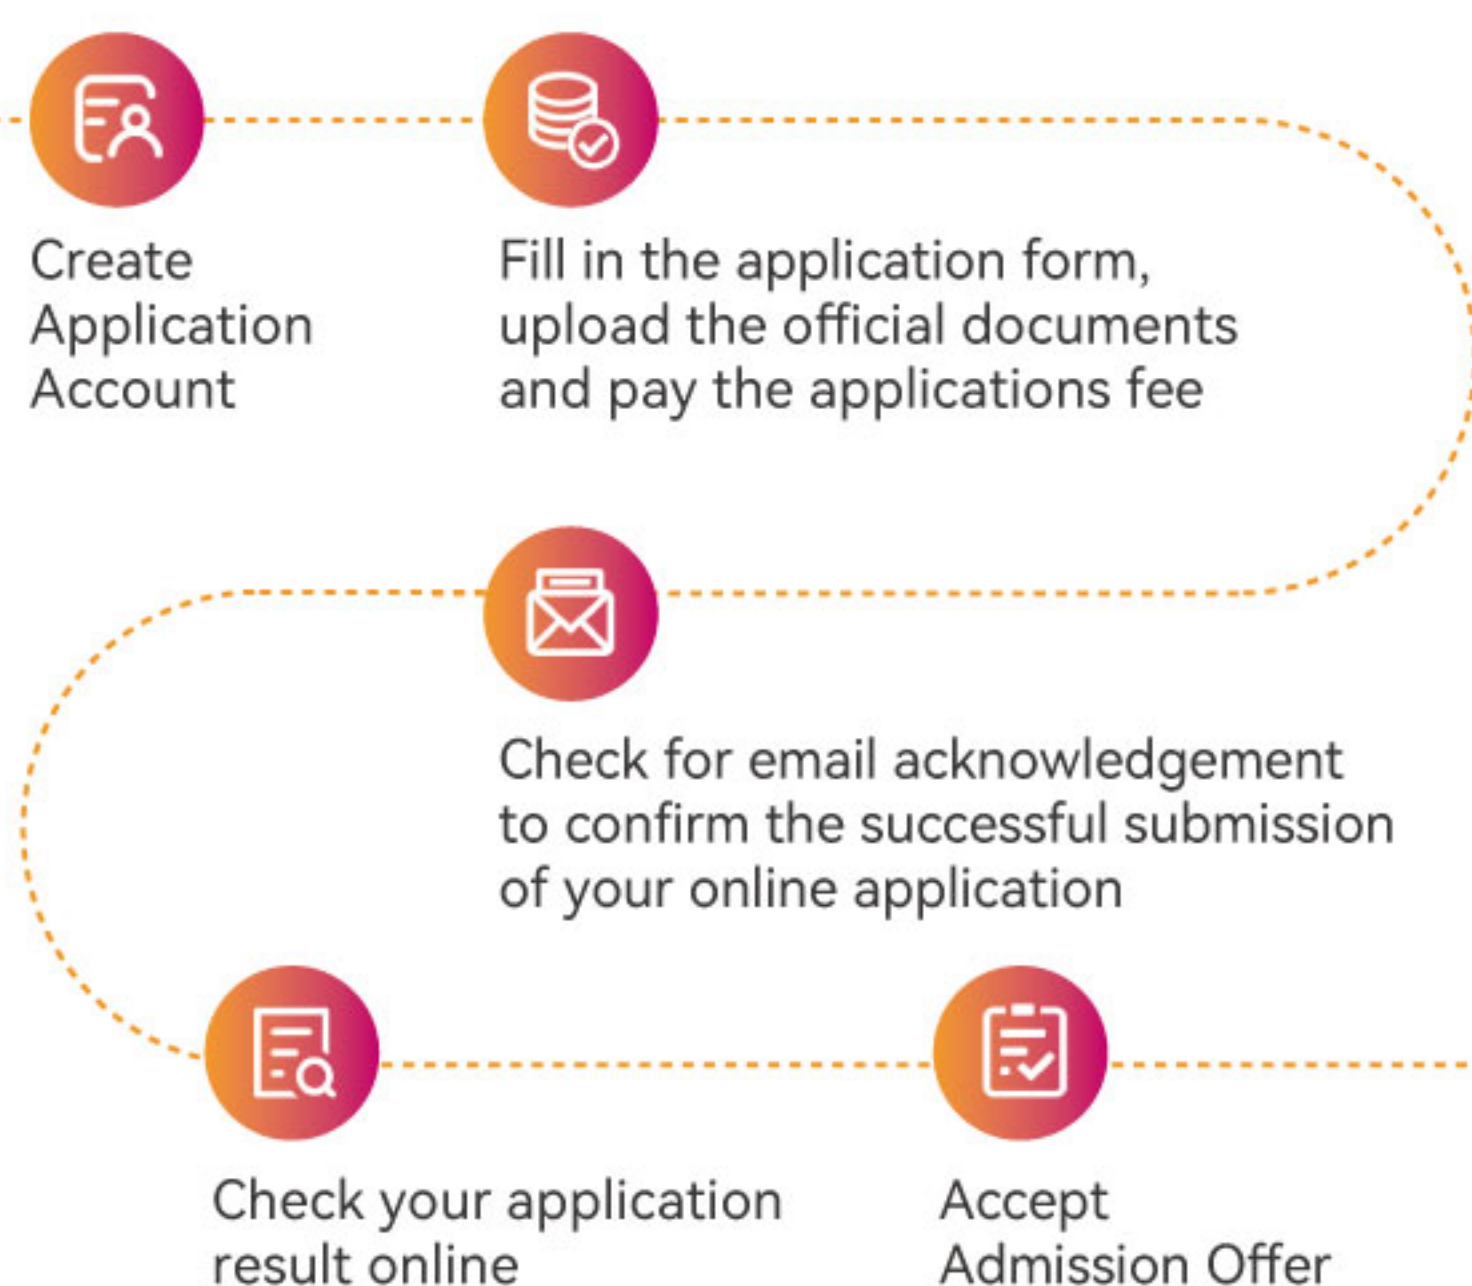 Create
Application
Account
Fill in the application form,
upload the official documents
and pay the applications fee
Check for email acknowledgement
to confirm the successful submission
of your online application
Check your application
result online
Accept
Admission Offer